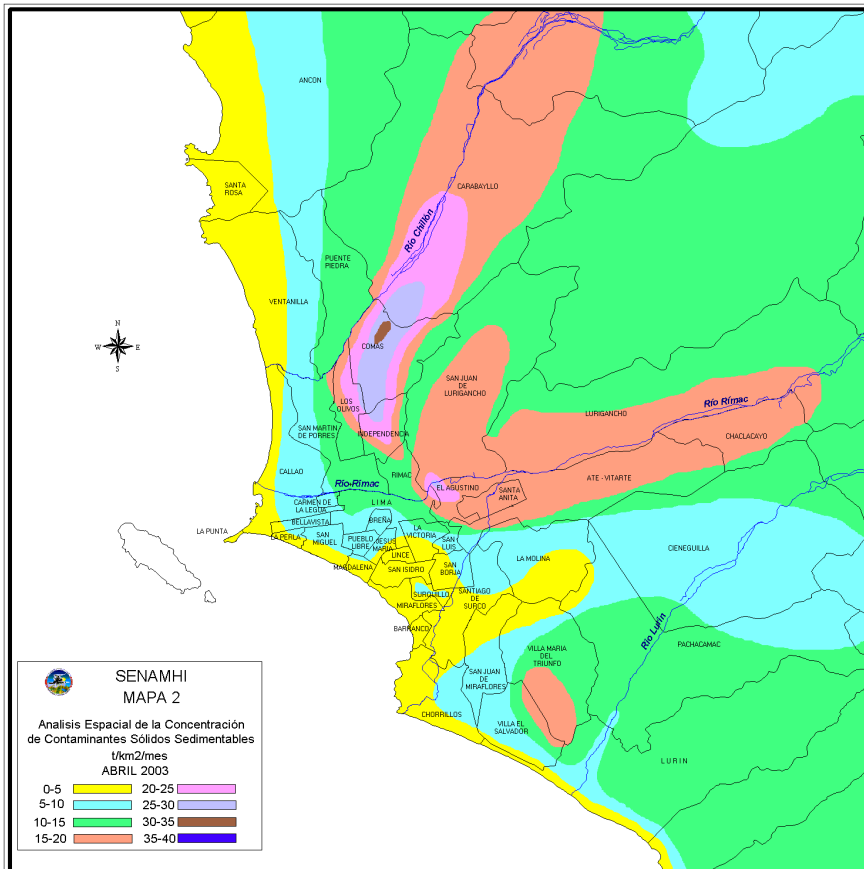 ANCON
SANTA
ROSA
CARABAYLLO
Río Chillón
PUENTE
PIEDRA
VENTANILLA
N
W E
S
COMAS
SAN JUAN
DE
LURIGANCHO
LOS
OLIVOS
LURIGANCHO
Río Rímac
SAN MARTIN
DE PORRES
INDEPENDENCIA
CHACLACAYO
CALLAO
RIMAC
ATE - VITARTE
Rio-Rímac
EL AGUSTINO
SANTA
ANITA
CARMEN DE
LA LEGUA
L I M A
LA PUNTA
BELLAVISTA
BREÑA
LA
VICTORIA
LA PERLA
SAN
MIGUEL
PUEBLO
LIBRE
JESUS
MARIA
SAN
LUIS
CIENEGUILLA
LINCE
LA MOLINA
MAGDALENA
SAN ISIDRO
SAN
BORJA
SURQUILLO
SANTIAGO
DE
SURCO
MIRAFLORES
BARRANCO
Río Lurín
PACHACAMAC
VILLA MARIA
DEL
TRIUNFO
SAN JUAN
DE
MIRAFLORES
CHORRILLOS
VILLA EL
SALVADOR
L U R I N
SENAMHI
MAPA 2
Analisis Espacial de la Concentración
de Contaminantes Sólidos Sedimentables
t/km2/mes
ABRIL 2003
0-5 20-25
5-10 25-30
10-15 30-35
15-20 35-40